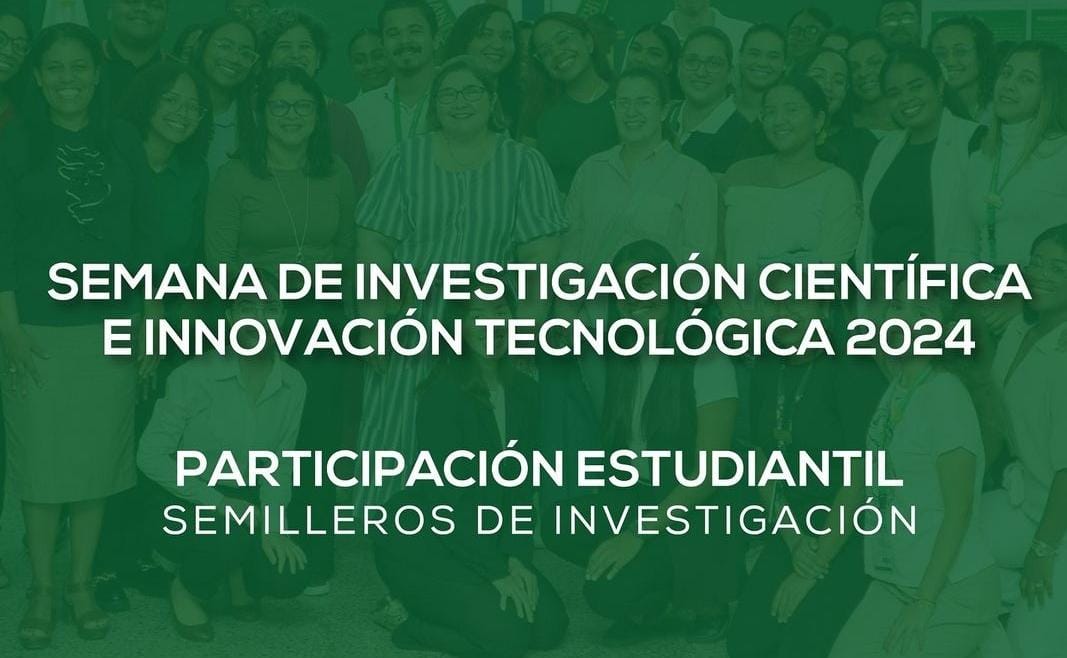 SEMANA DE INVESTIGACIÓN CIENTÍFICA
E INNOVACIÓN TECNOLÓGICA 2024
PARTICIPACIÓN ESTUDIANTIL
SEMILLEROS DE INVESTIGACIÓN